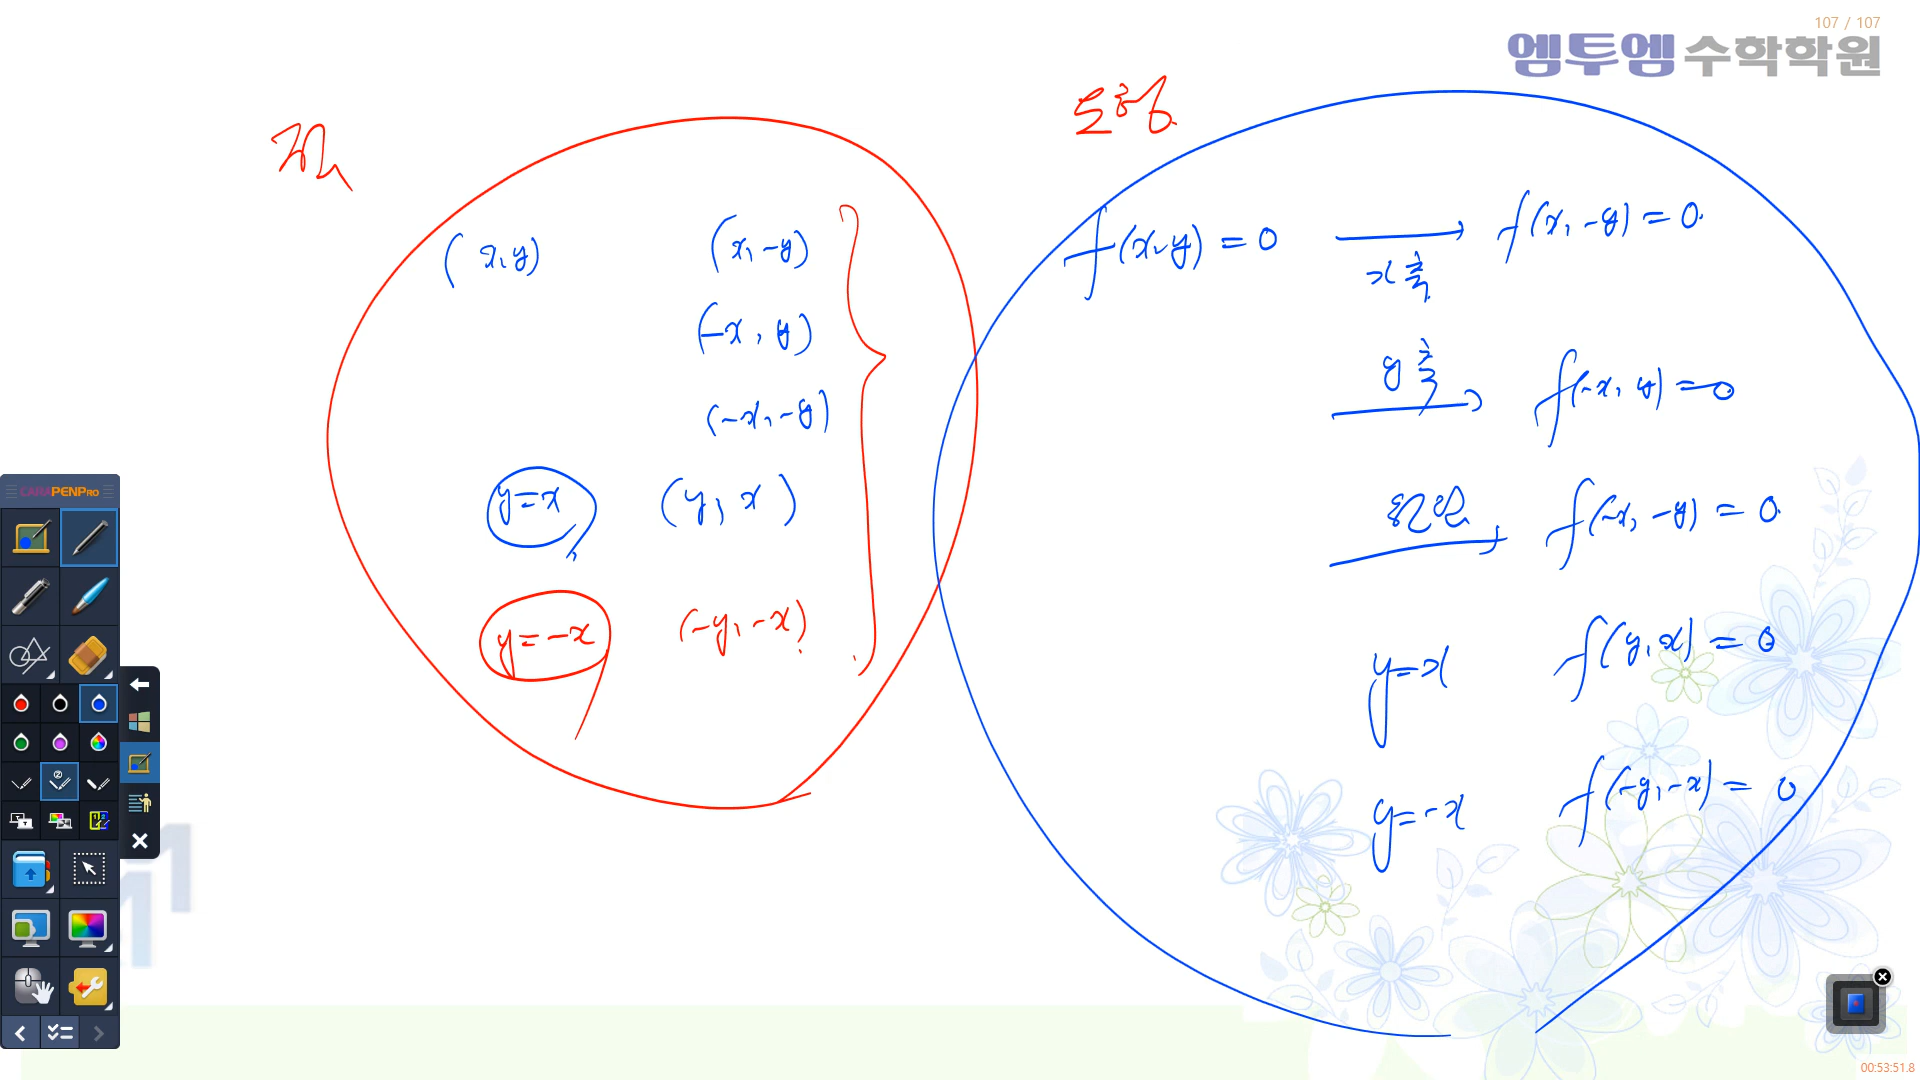 107 / 107
엠투엠 수학학원
점
도형
(x, y) (x, -y)
(-x, y)
(-x, -y)
y=x (y, x)
y=-x (-y, -x)
f(x, y) = 0 x축 f(x, -y) = 0
y축 f(-x, y) = 0
원점 f(-x, -y) = 0
y=x f(y, x) = 0
y=-x f(-y, -x) = 0
CARAPENPRO
00:53:51.8